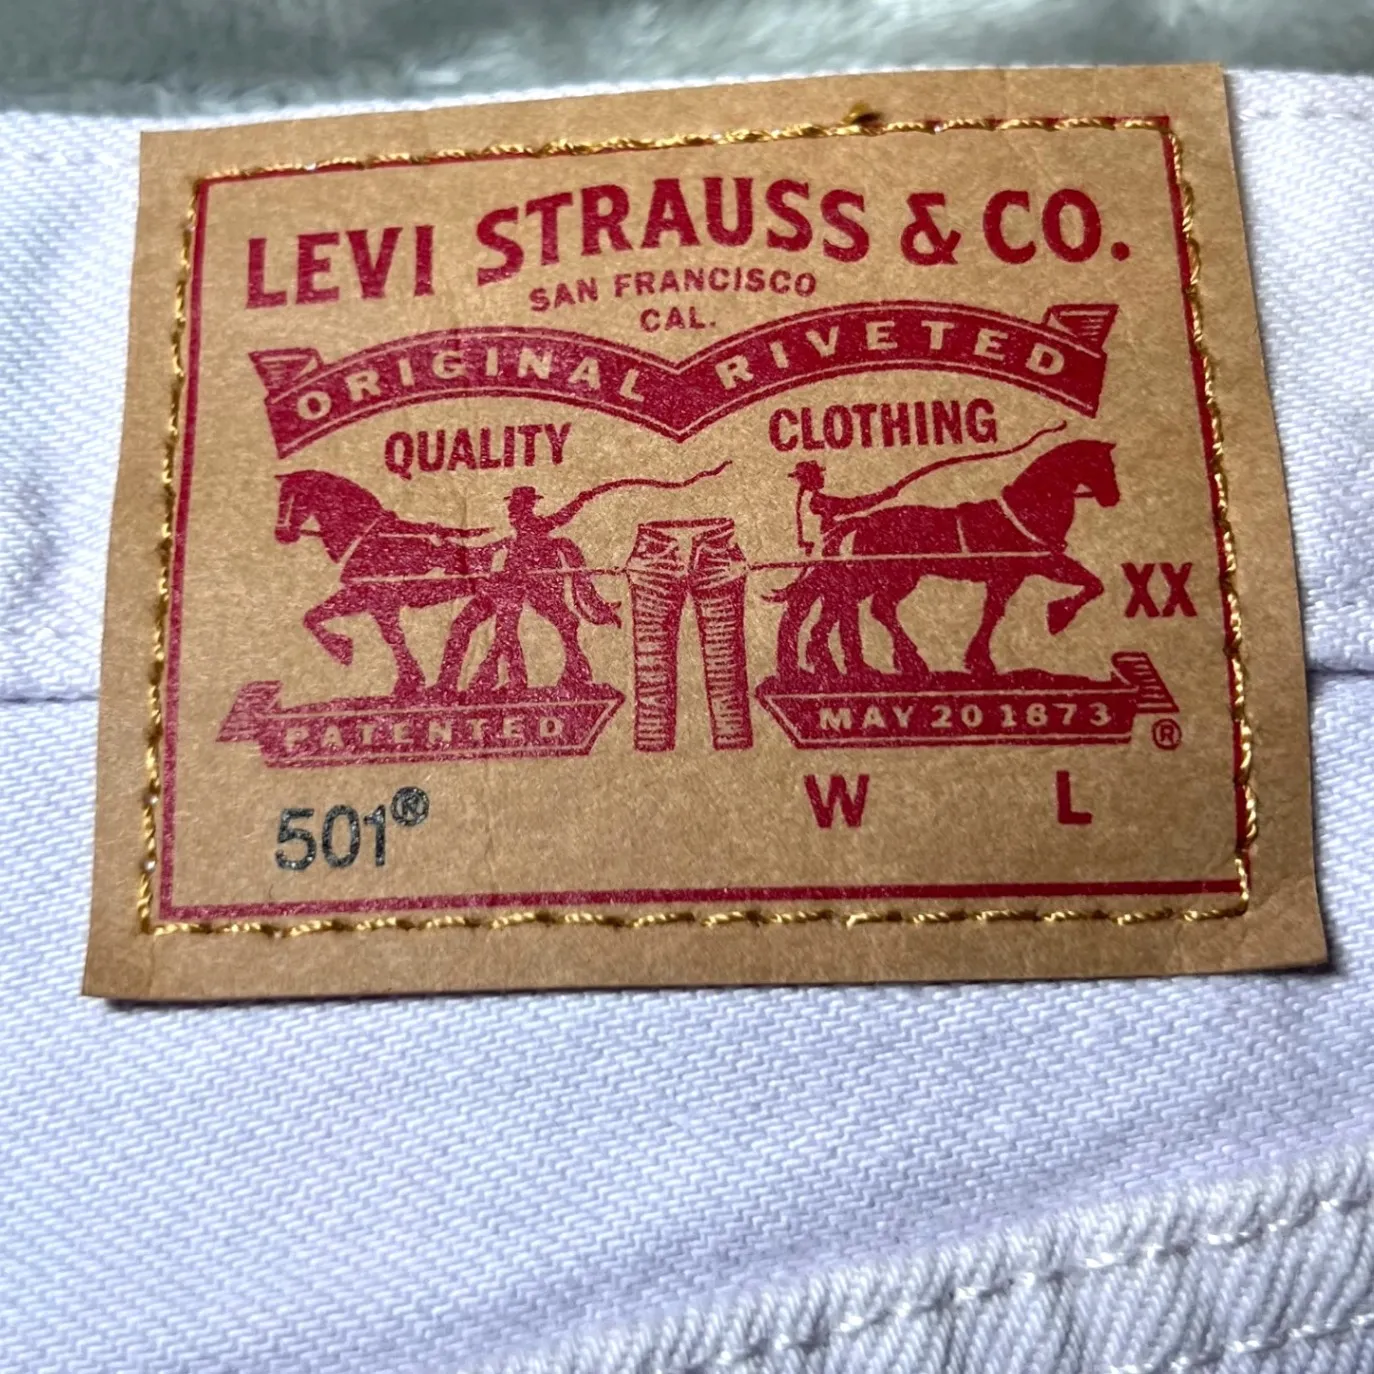 LEVI STRAUSS & CO.
SAN FRANCISCO
CAL.
ORIGINAL RIVETED
QUALITY CLOTHING
XX
PATENTED MAY 20 1873 ®
W L
501®